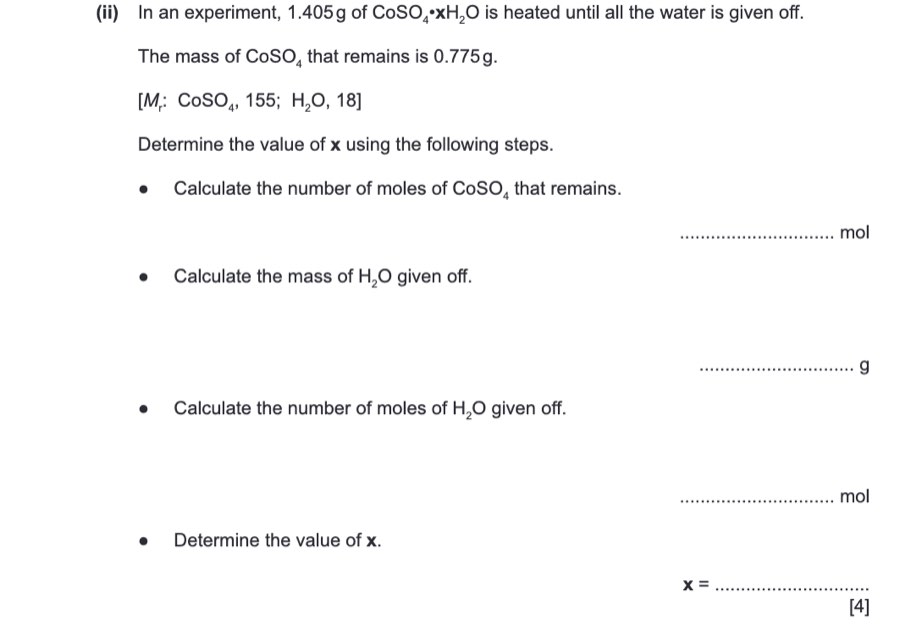 (ii) In an experiment, 1.405 g of CoSO₄•xH₂O is heated until all the water is given off.
The mass of CoSO₄ that remains is 0.775 g.
[Mᵣ: CoSO₄, 155; H₂O, 18]
Determine the value of x using the following steps.
• Calculate the number of moles of CoSO₄ that remains.
.............................. mol
• Calculate the mass of H₂O given off.
.............................. g
• Calculate the number of moles of H₂O given off.
.............................. mol
• Determine the value of x.
x = ..............................
[4]